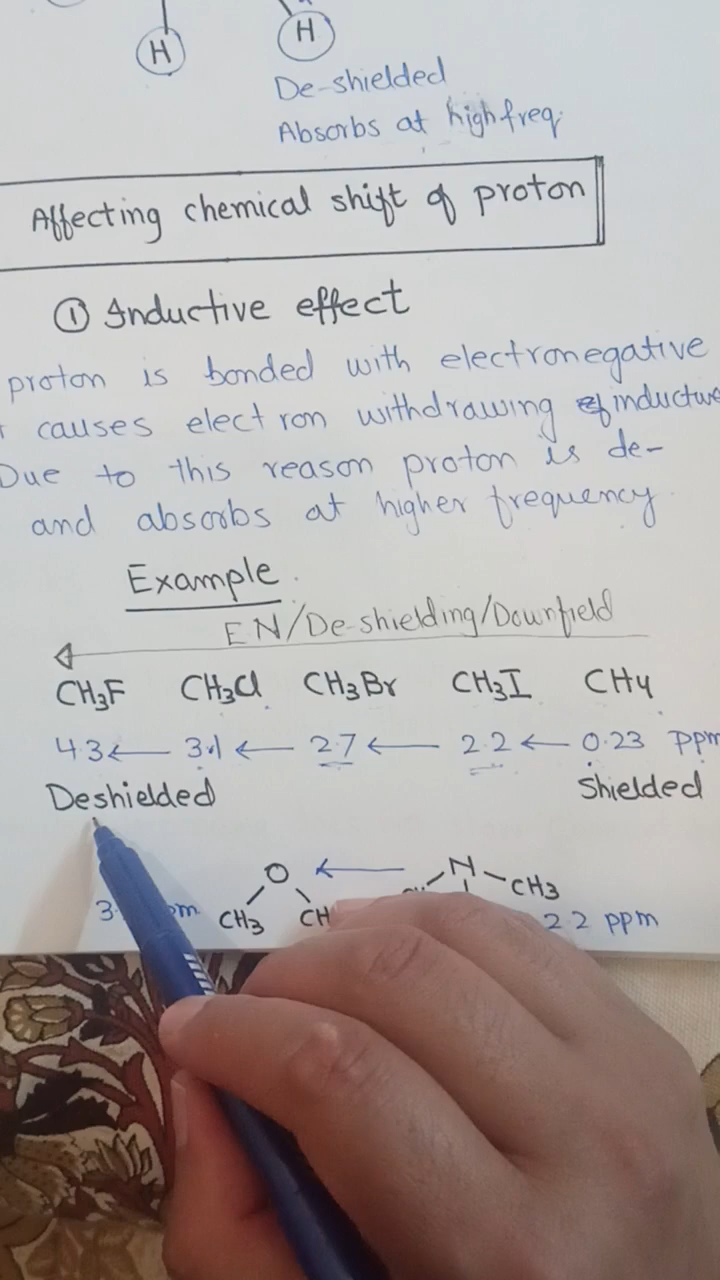 H
H
De-shielded
Absorbs at high freq.
Affecting chemical shift of proton
① Inductive effect
proton is bonded with electronegative
causes electron withdrawing inductive
Due to this reason proton is de-
and absorbs at higher frequency.
Example
EN/De-shielding/Downfield
CH3F CH3Cl CH3Br CH3I CH4
4.3 ← 3.1 ← 2.7 ← 2.2 ← 0.23 ppm
Deshielded Shielded
O ← N CH3
CH3 2.2 ppm